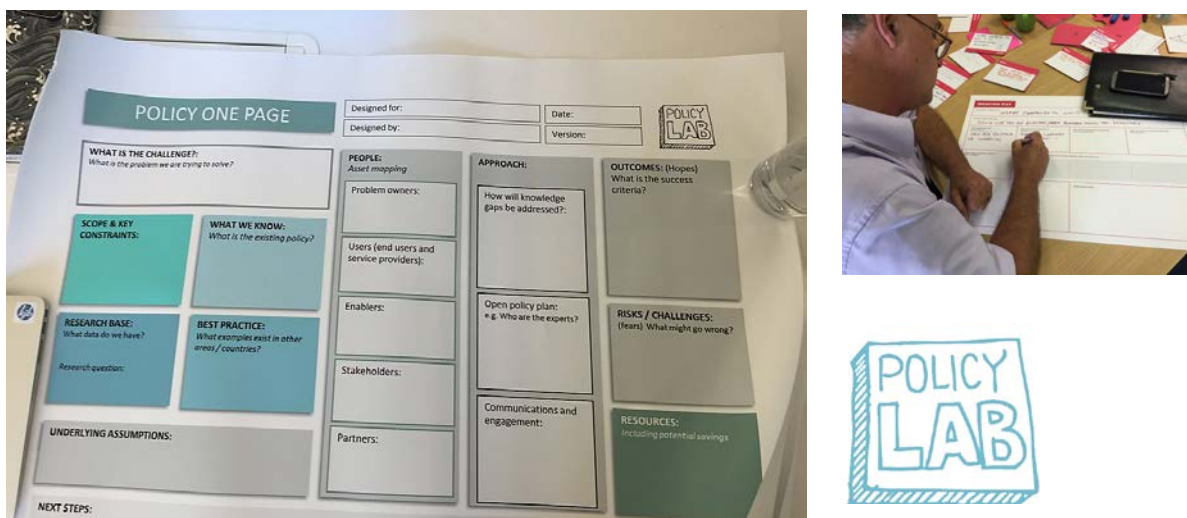 POLICY ONE PAGE
Designed for:
Designed by:
Date:
Version:
POLICY
LAB
WHAT IS THE CHALLENGE?:
What is the problem we are trying to solve?
SCOPE & KEY
CONSTRAINTS:
WHAT WE KNOW:
What is the existing policy?
RESEARCH BASE:
What data do we have?
Research question:
BEST PRACTICE:
What examples exist in other
areas / countries?
UNDERLYING ASSUMPTIONS:
NEXT STEPS:
PEOPLE:
Asset mapping
Problem owners:
Users (end users and
service providers):
Enablers:
Stakeholders:
Partners:
APPROACH:
How will knowledge
gaps be addressed?:
Open policy plan:
e.g. Who are the experts?
Communications and
engagement:
OUTCOMES: (Hopes)
What is the success
criteria?
RISKS / CHALLENGES:
(fears) What might go wrong?
RESOURCES:
Including potential savings
hp
POLICY
LAB